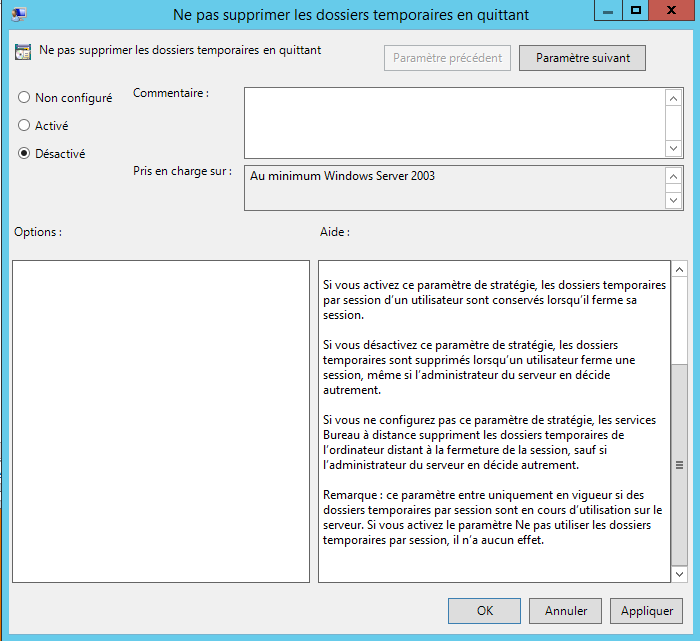 Ne pas supprimer les dossiers temporaires en quittant
Ne pas supprimer les dossiers temporaires en quittant
Paramètre précédent
Paramètre suivant
Non configuré
Activé
Désactivé
Commentaire :
Pris en charge sur :
Au minimum Windows Server 2003
Options :
Aide :
Si vous activez ce paramètre de stratégie, les dossiers temporaires
par session d'un utilisateur sont conservés lorsqu'il ferme sa
session.
Si vous désactivez ce paramètre de stratégie, les dossiers
temporaires sont supprimés lorsqu'un utilisateur ferme une
session, même si l'administrateur du serveur en décide
autrement.
Si vous ne configurez pas ce paramètre de stratégie, les services
Bureau à distance suppriment les dossiers temporaires de
l'ordinateur distant à la fermeture de la session, sauf si
l'administrateur du serveur en décide autrement.
Remarque : ce paramètre entre uniquement en vigueur si des
dossiers temporaires par session sont en cours d'utilisation sur le
serveur. Si vous activez le paramètre Ne pas utiliser les dossiers
temporaires par session, il n'a aucun effet.
OK
Annuler
Appliquer